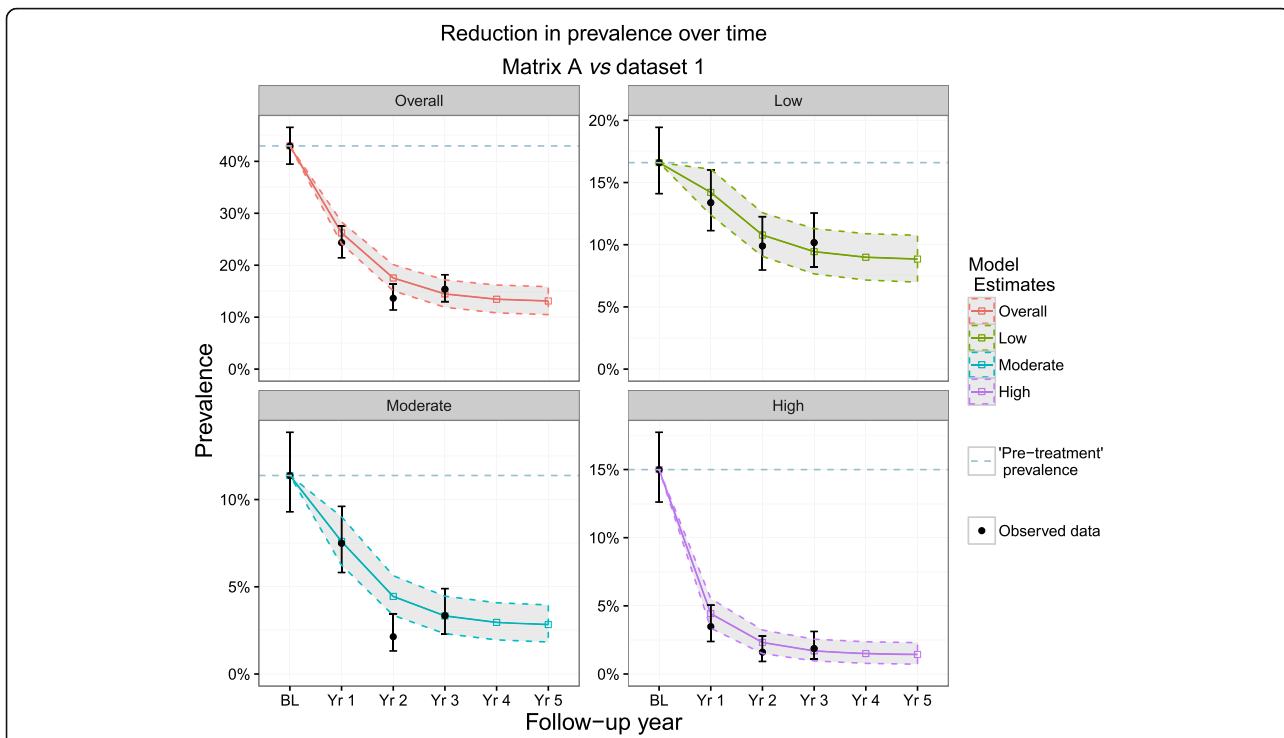 Reduction in prevalence over time
Matrix A vs dataset 1
Overall
Low
40%
30%
20%
10%
0%
20%
15%
10%
5%
0%
Prevalence
Moderate
High
10%
5%
0%
15%
10%
5%
0%
BL Yr 1 Yr 2 Yr 3 Yr 4 Yr 5
BL Yr 1 Yr 2 Yr 3 Yr 4 Yr 5
Follow−up year
Model
Estimates
Overall
Low
Moderate
High
'Pre−treatment'
prevalence
Observed data